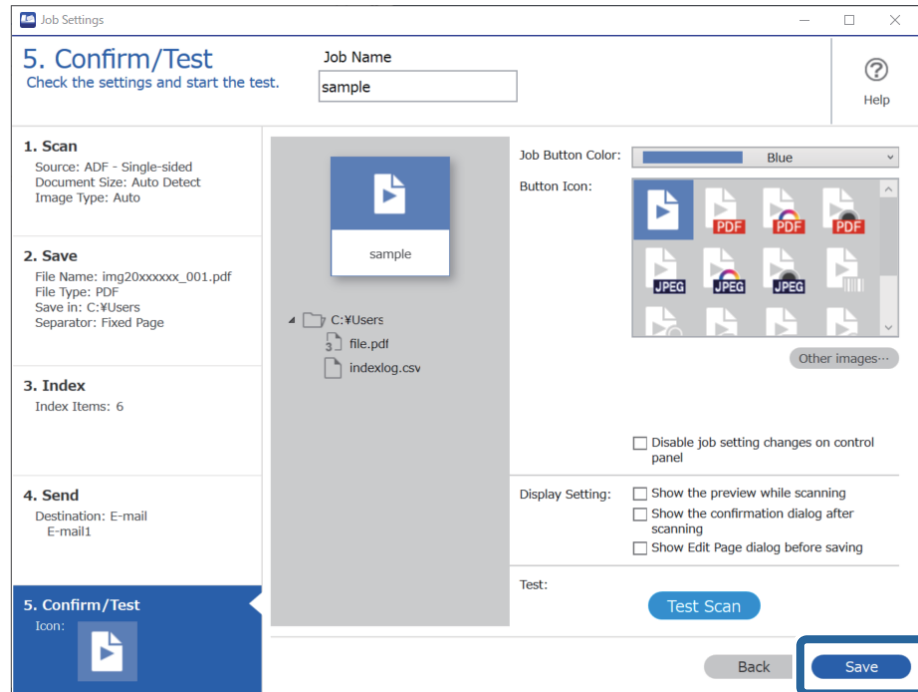 Job Settings
5. Confirm/Test
Check the settings and start the test.
Job Name
sample
Help
1. Scan
Source: ADF - Single-sided
Document Size: Auto Detect
Image Type: Auto
2. Save
File Name: img20xxxxxx_001.pdf
File Type: PDF
Save in: C:¥Users
Separator: Fixed Page
3. Index
Index Items: 6
4. Send
Destination: E-mail
E-mail1
5. Confirm/Test
Icon:
sample
C:¥Users
3 file.pdf
indexlog.csv
Job Button Color: Blue
Button Icon:
PDF PDF PDF
JPEG JPEG JPEG
Other images...
Disable job setting changes on control
panel
Display Setting: Show the preview while scanning
Show the confirmation dialog after
scanning
Show Edit Page dialog before saving
Test:
Test Scan
Back Save